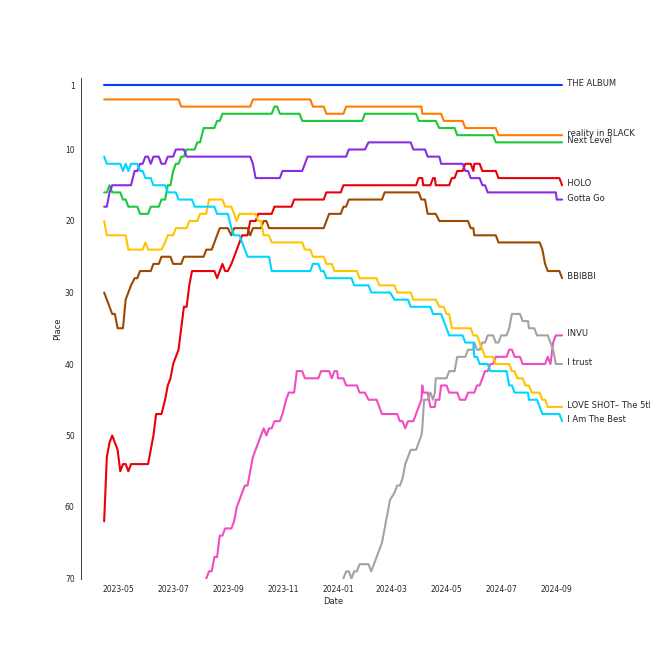 THE ALBUM
reality in BLACK
Next Level
HOLO
Gotta Go
BBIBBI
INVU
I trust
LOVE SHOT– The 5tl
I Am The Best
Place
1
10
20
30
40
50
60
70
2023-05 2023-07 2023-09 2023-11 2024-01 2024-03 2024-05 2024-07 2024-09
Date